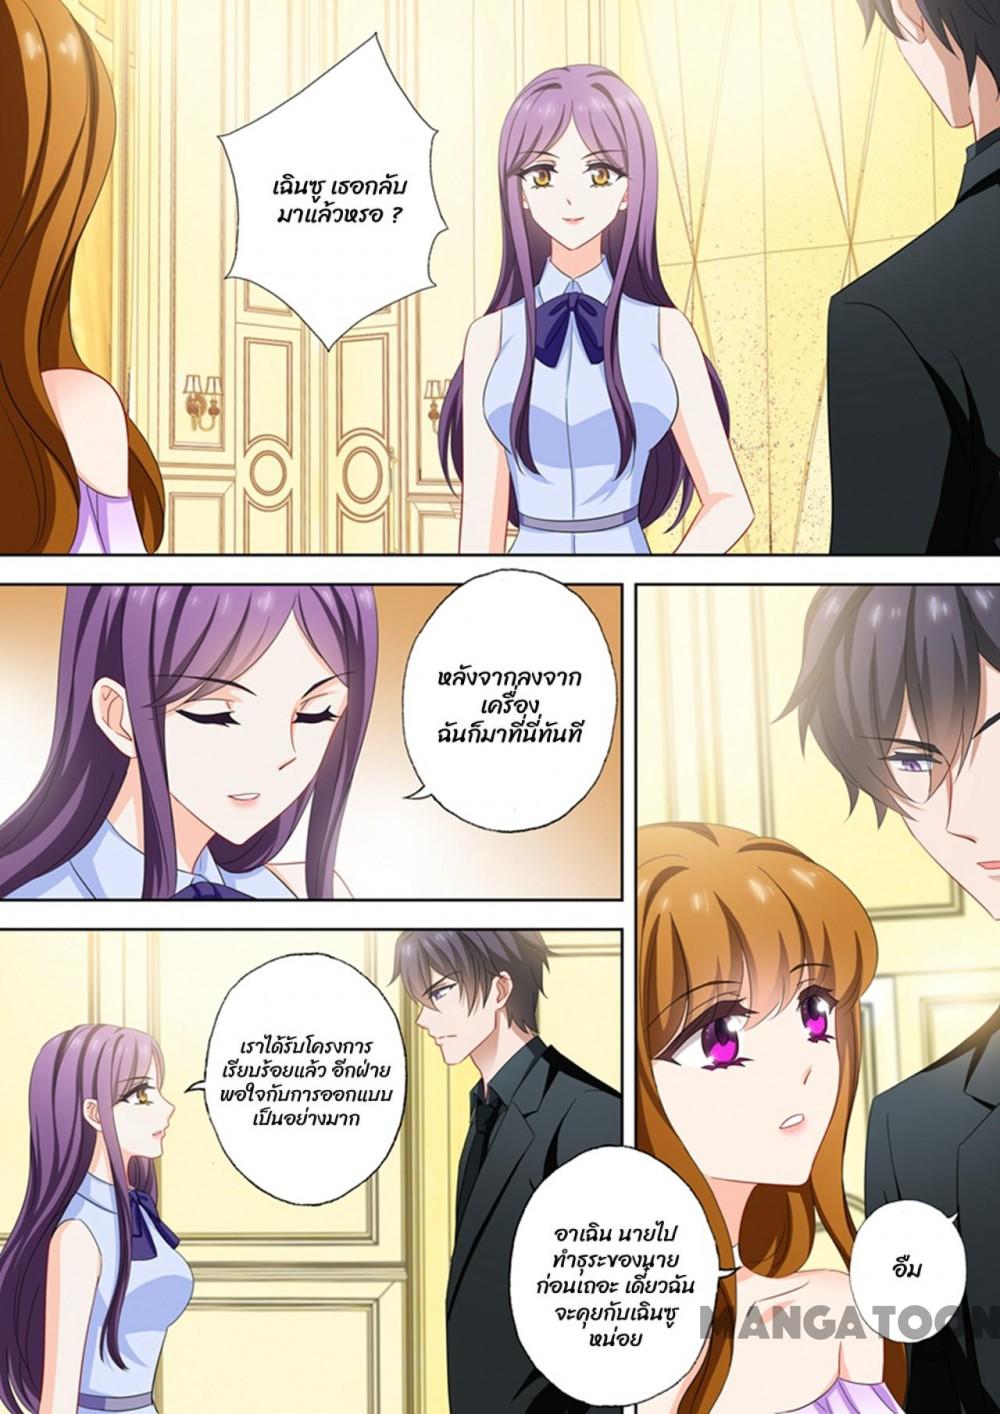 เฉินซู เธอกลับ
มาแล้วหรอ ?
หลังจากลงจาก
เครื่อง
ฉันก็มาที่นี่ทันที
เราได้รับโครงการ
เรียบร้อยแล้ว อีกฝ่าย
พอใจกับการออกแบบ
เป็นอย่างมาก
อาเฉิน นายไป
ทำธุระของนาย
ก่อนเถอะ เดี๋ยวฉัน
จะคุยกับเฉินซู
หน่อย
อืม
MANGATOON